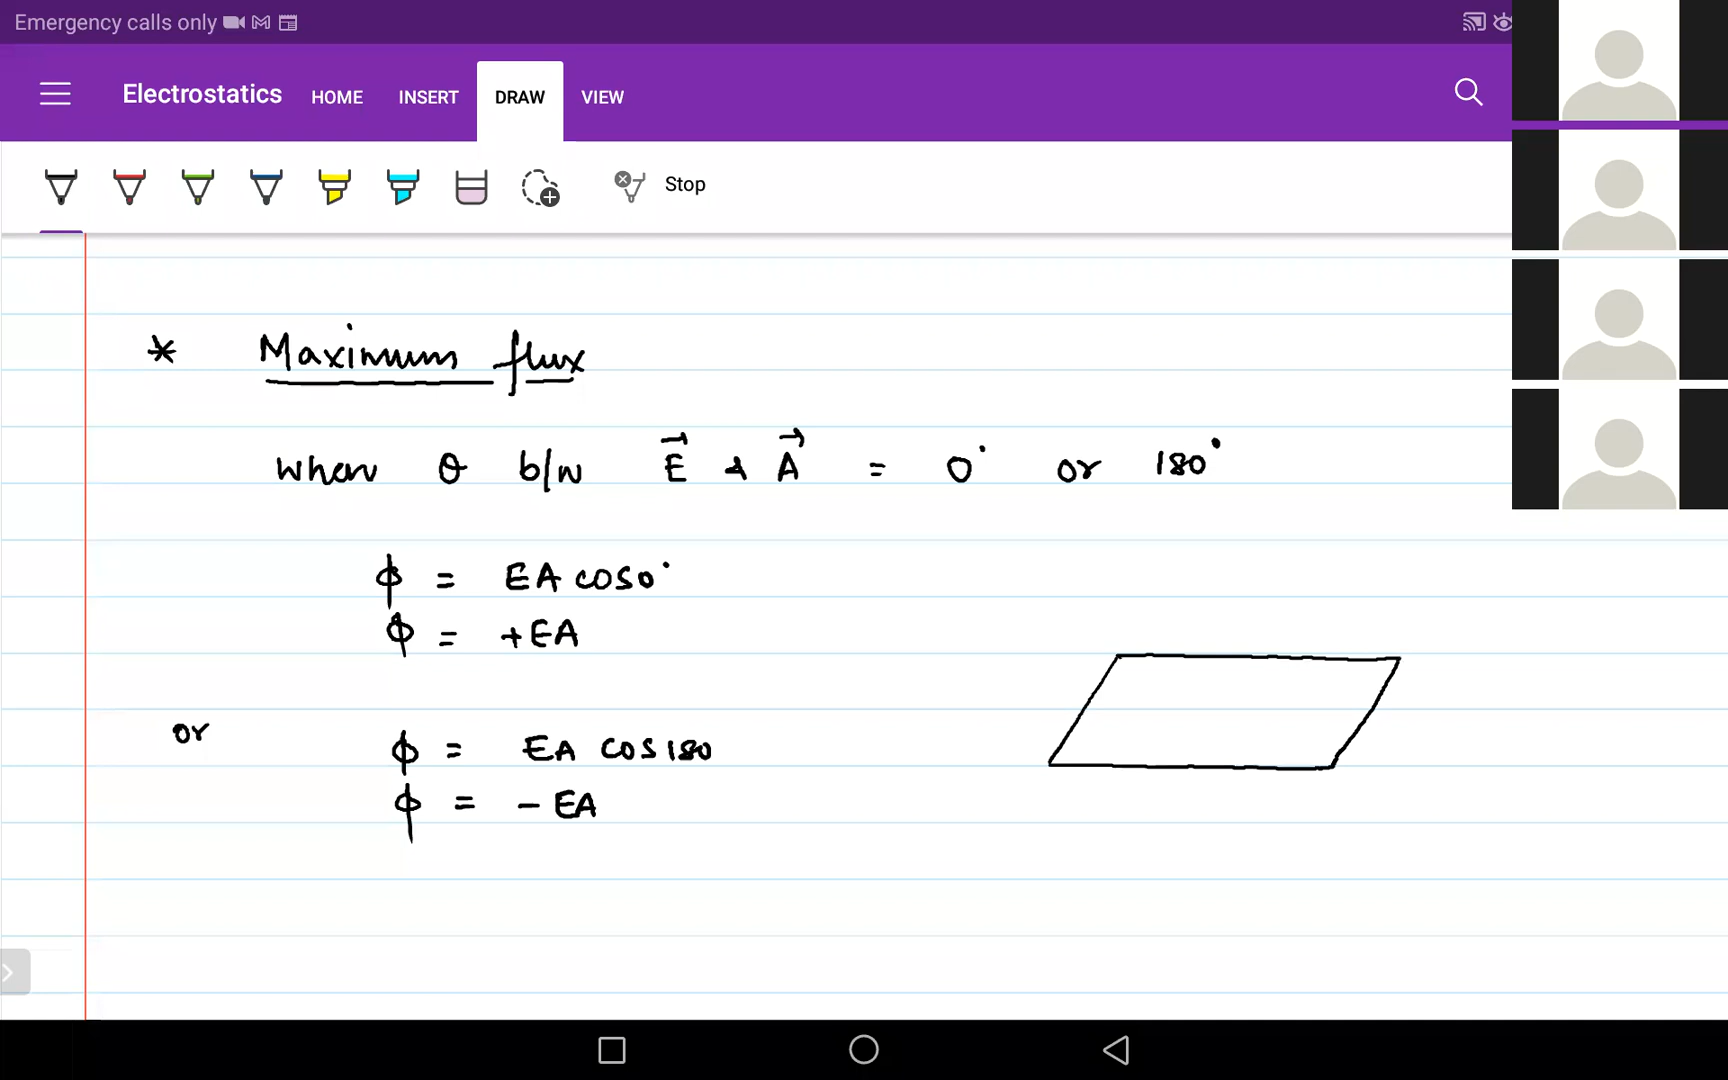 Emergency calls only
Electrostatics HOME INSERT DRAW VIEW
Stop
* Maximum flux
when θ b/w E⃗ & A⃗ = 0° or 180°
ϕ = EA cos0°
ϕ = +EA
or ϕ = EA cos180
ϕ = - EA